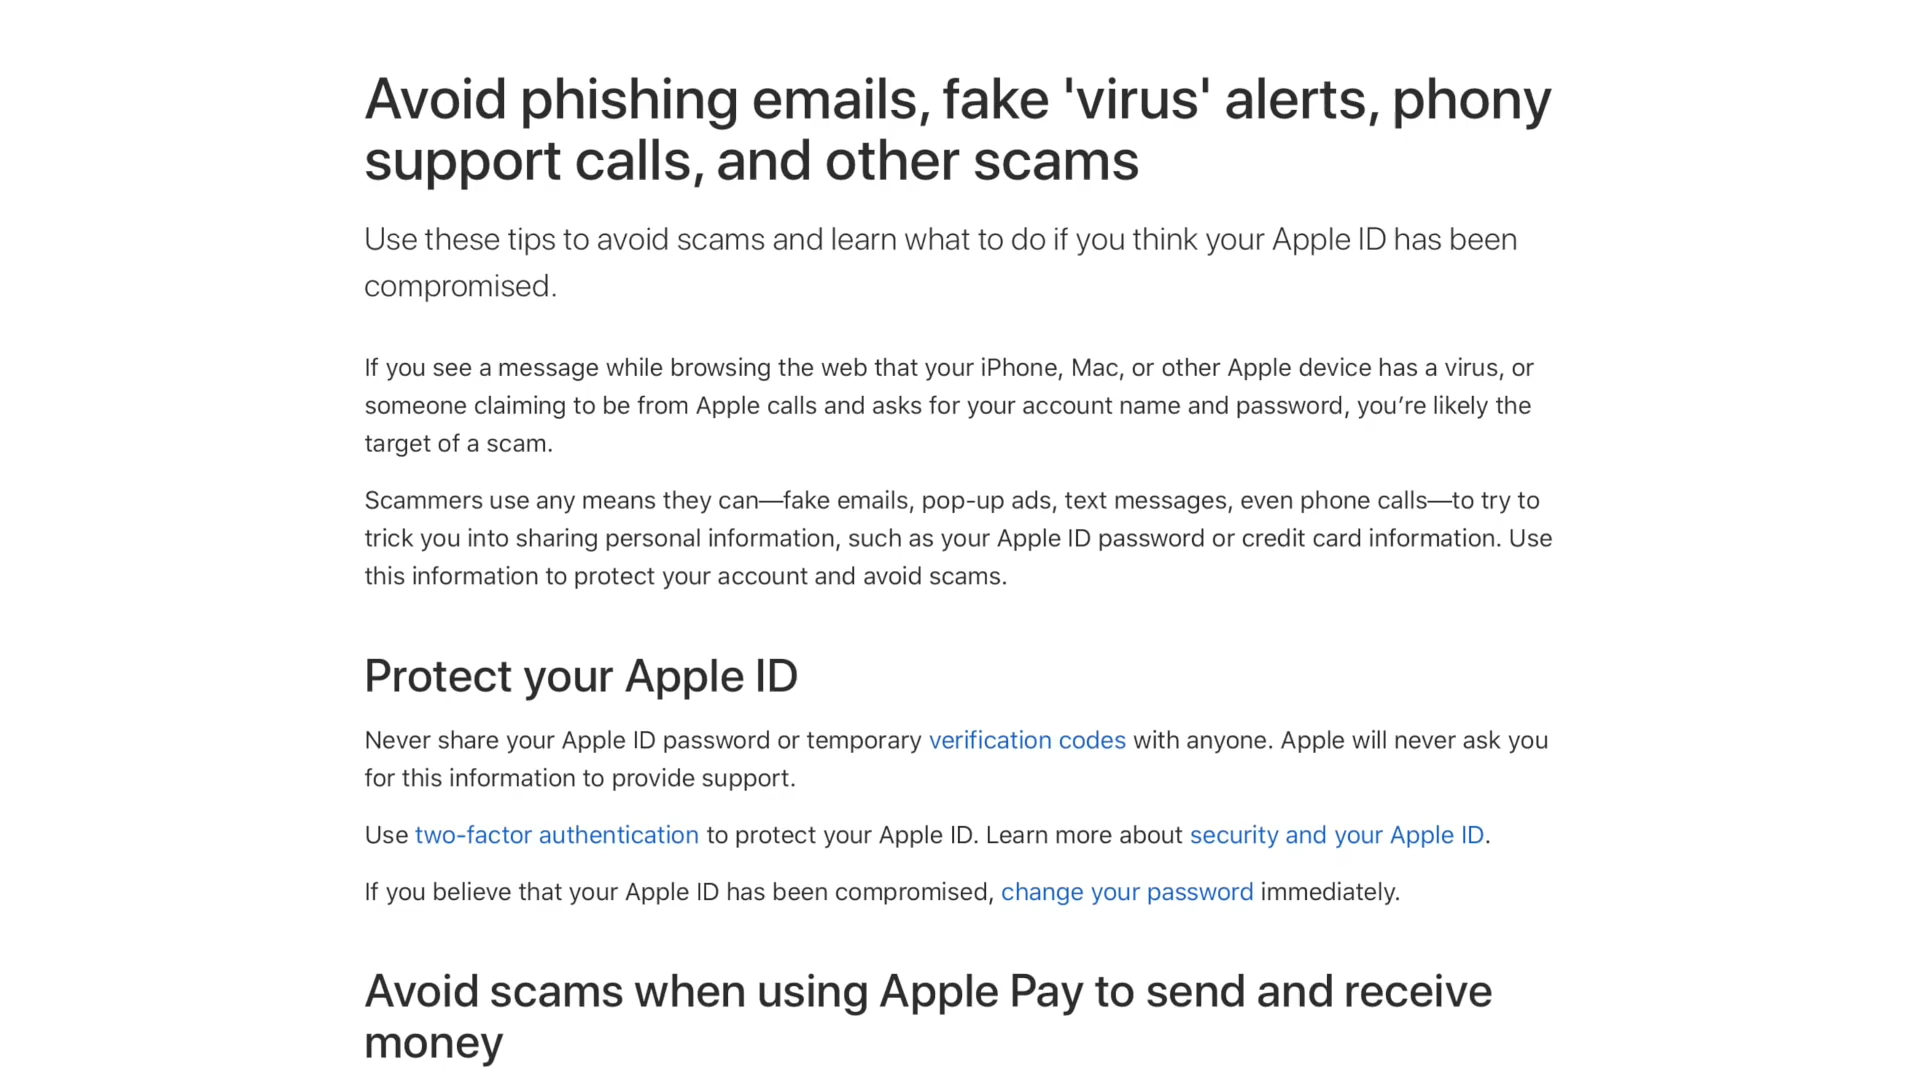 Avoid phishing emails, fake 'virus' alerts, phony
support calls, and other scams
Use these tips to avoid scams and learn what to do if you think your Apple ID has been
compromised.
If you see a message while browsing the web that your iPhone, Mac, or other Apple device has a virus, or
someone claiming to be from Apple calls and asks for your account name and password, you’re likely the
target of a scam.
Scammers use any means they can—fake emails, pop-up ads, text messages, even phone calls—to try to
trick you into sharing personal information, such as your Apple ID password or credit card information. Use
this information to protect your account and avoid scams.
Protect your Apple ID
Never share your Apple ID password or temporary verification codes with anyone. Apple will never ask you
for this information to provide support.
Use two-factor authentication to protect your Apple ID. Learn more about security and your Apple ID.
If you believe that your Apple ID has been compromised, change your password immediately.
Avoid scams when using Apple Pay to send and receive
money